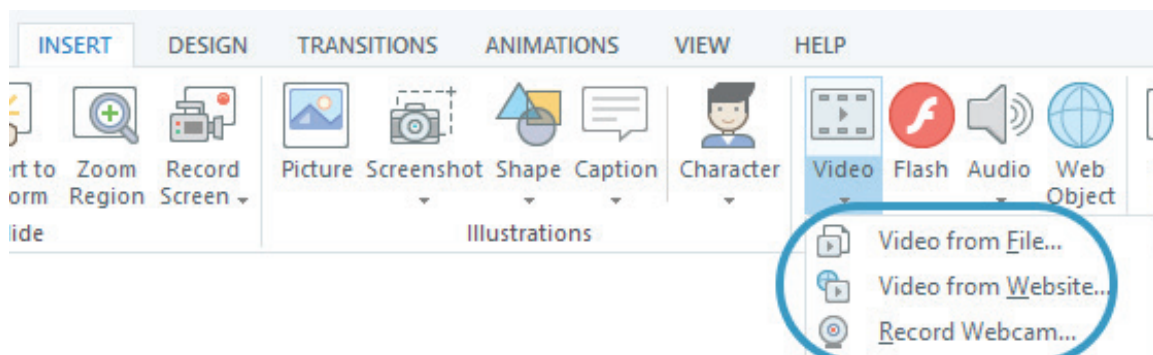 INSERT DESIGN TRANSITIONS ANIMATIONS VIEW HELP
Zoom Record Picture Screenshot Shape Caption Character Video Flash Audio Web
Region Screen Object
Illustrations
Video from File...
Video from Website...
Record Webcam...